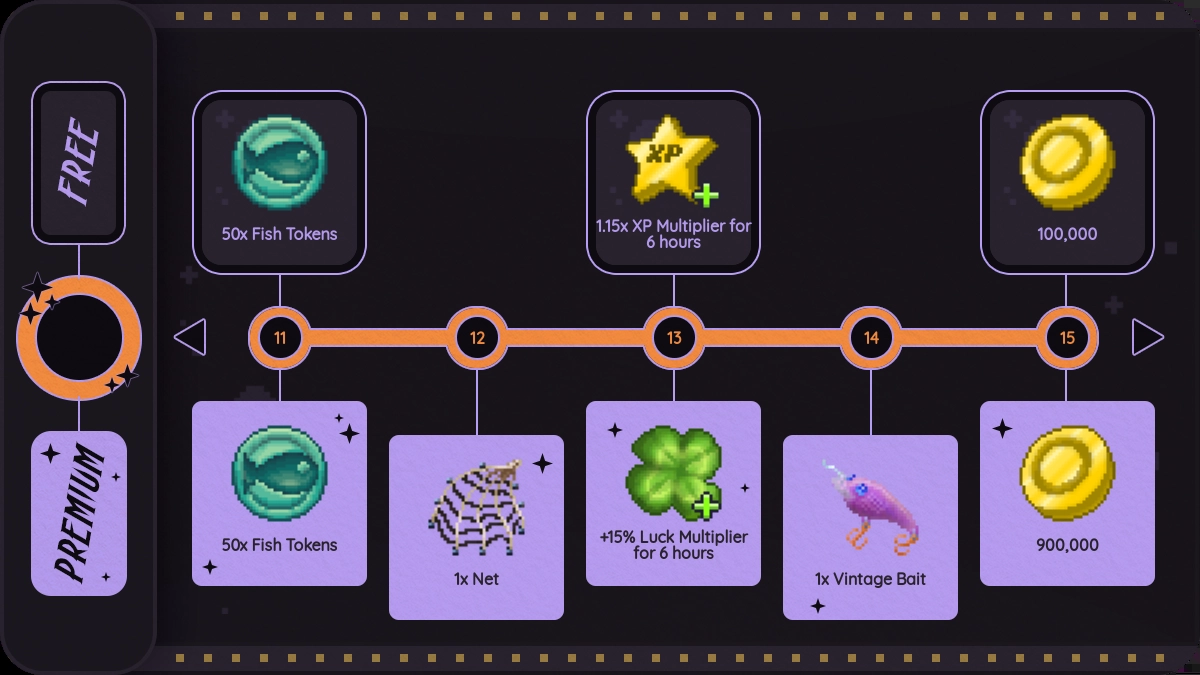 FREE
50x Fish Tokens
XP
1.15x XP Multiplier for
6 hours
100,000
11
12
13
14
15
PREMIUM
50x Fish Tokens
1x Net
+15% Luck Multiplier
for 6 hours
1x Vintage Bait
900,000